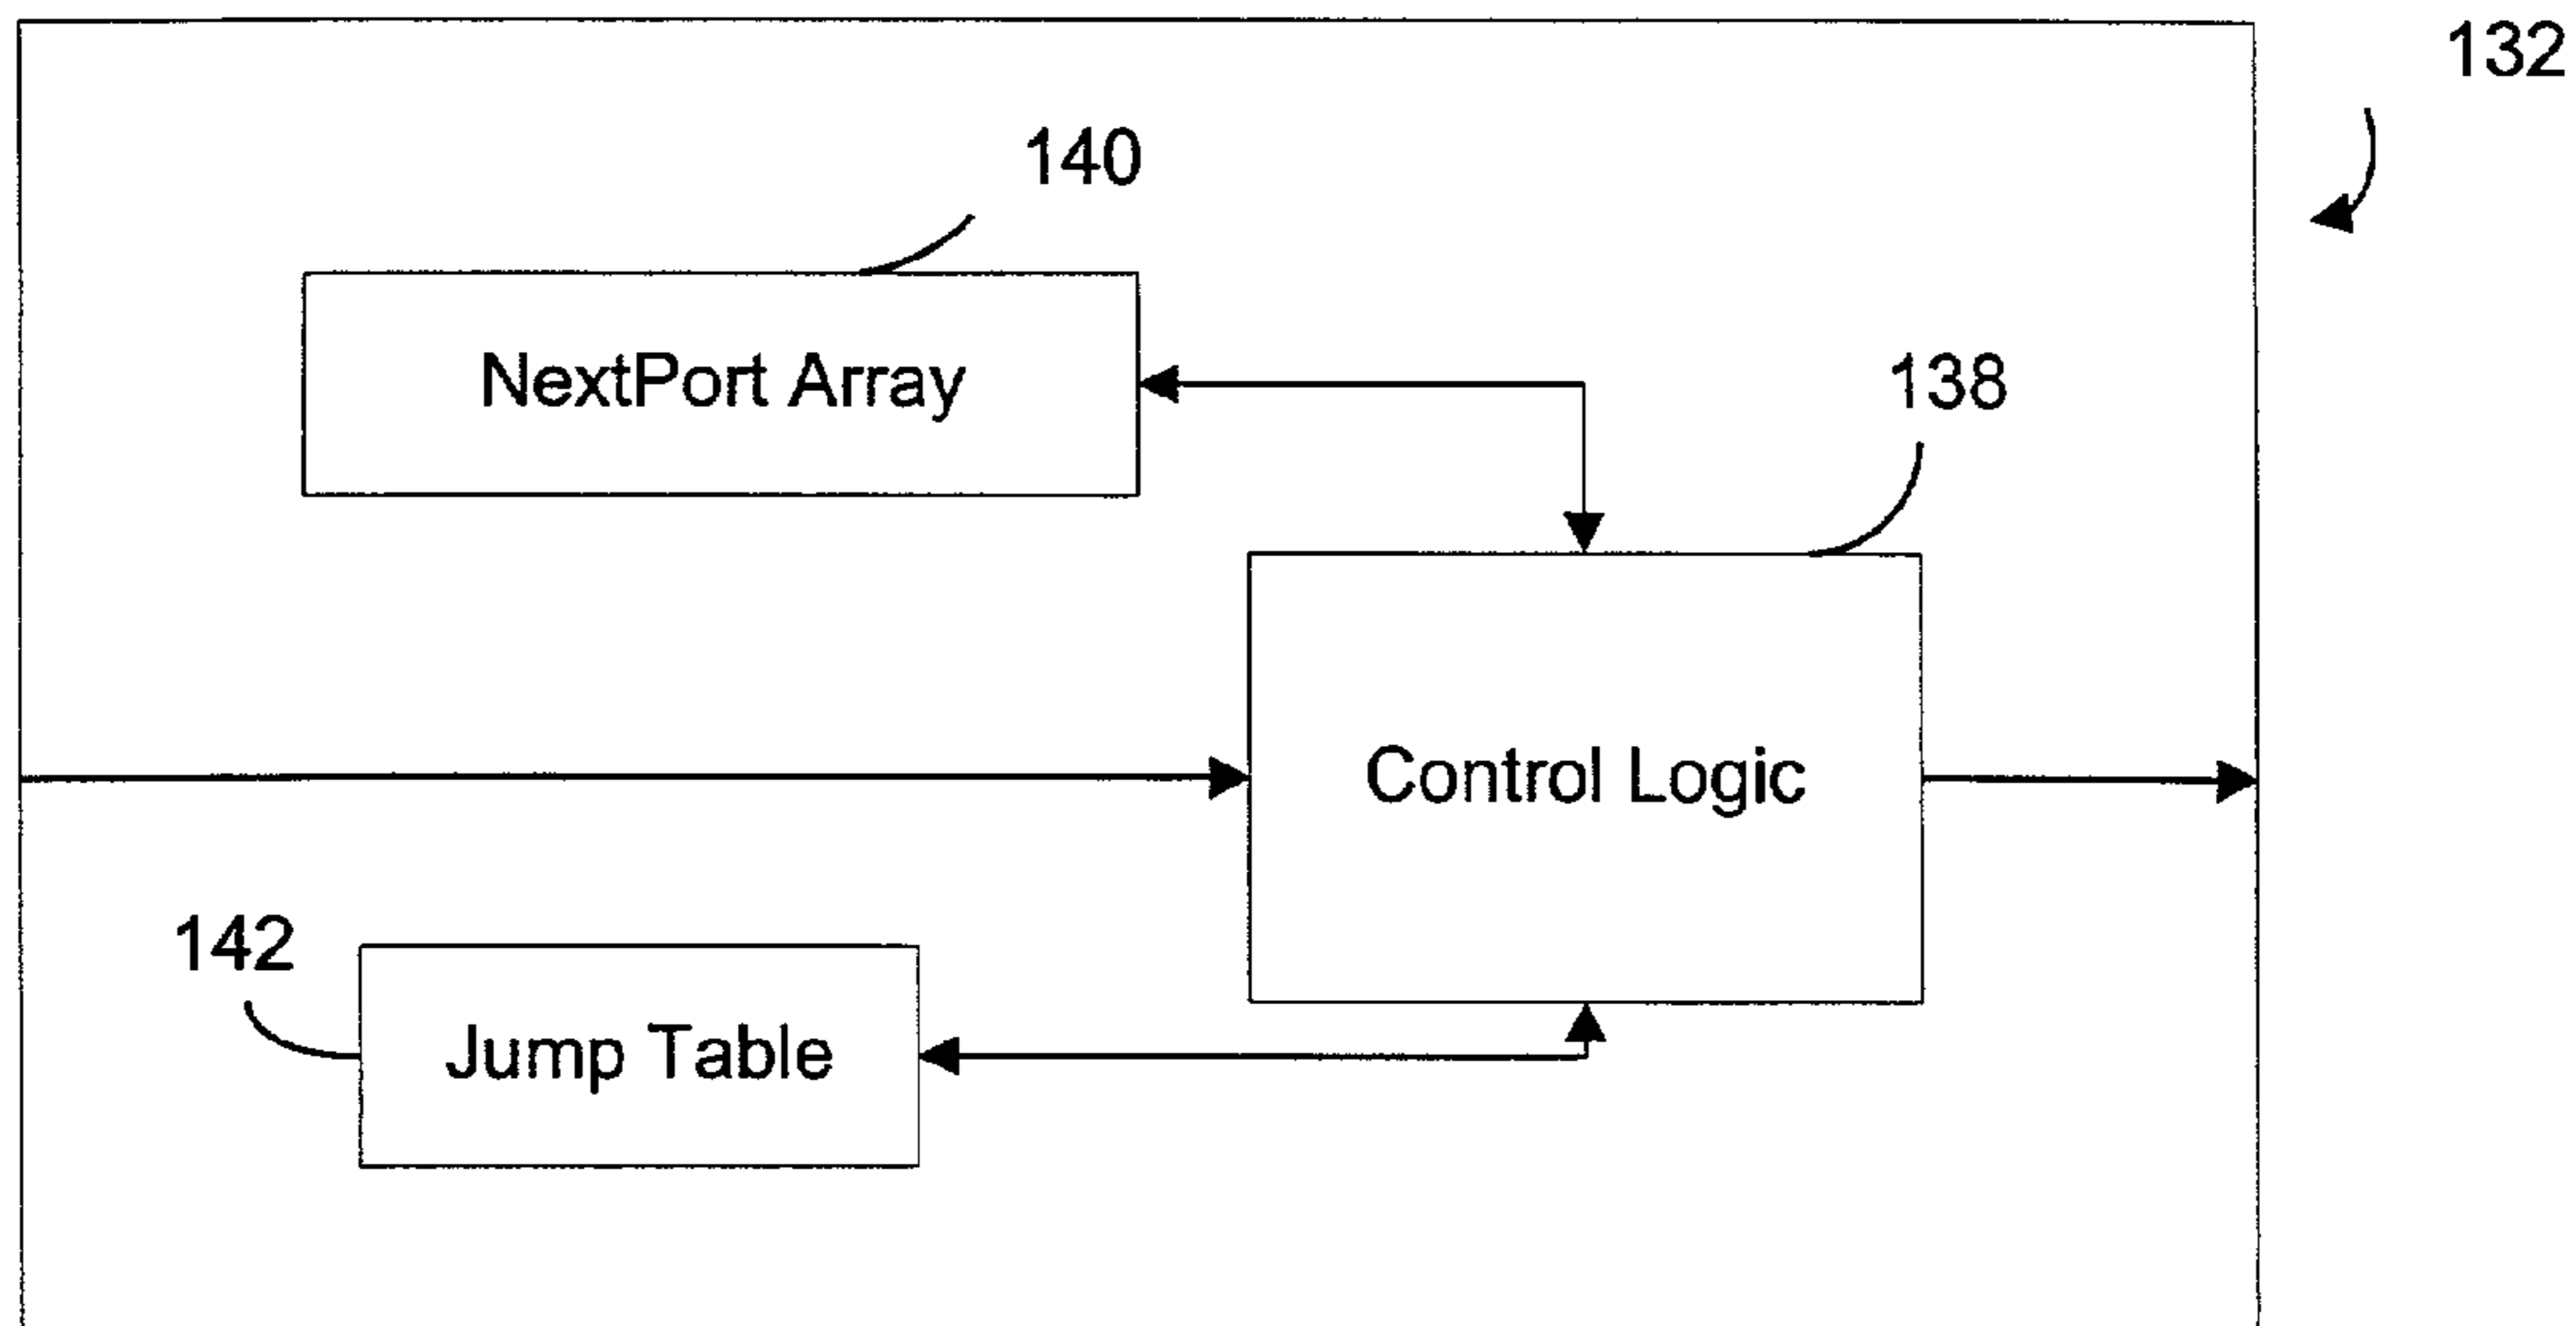 132
140
NextPort Array
138
Control Logic
142
Jump Table